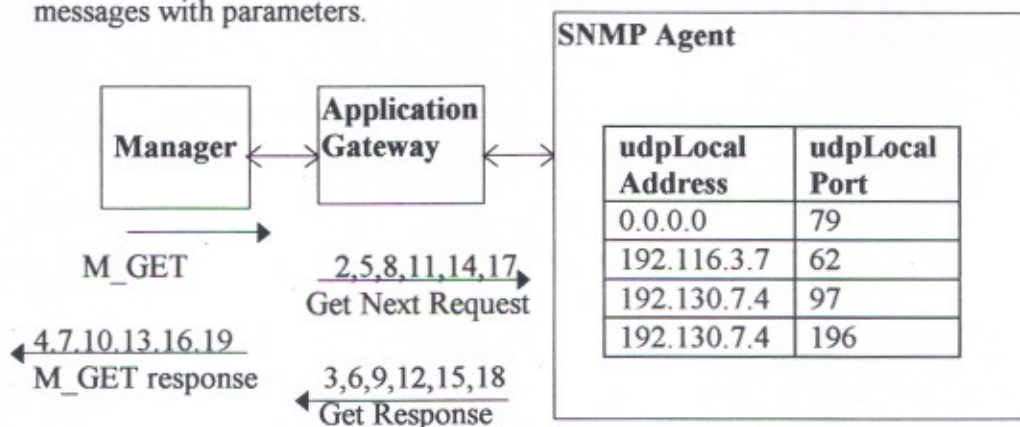 messages with parameters.
SNMP Agent
Manager
Application
Gateway
udpLocal Address
udpLocal Port
0.0.0.0 79
192.116.3.7 62
192.130.7.4 97
192.130.7.4 196
M_GET
2,5,8,11,14,17
Get Next Request
4.7.10.13.16.19
M_GET response
3,6,9,12,15,18
Get Response